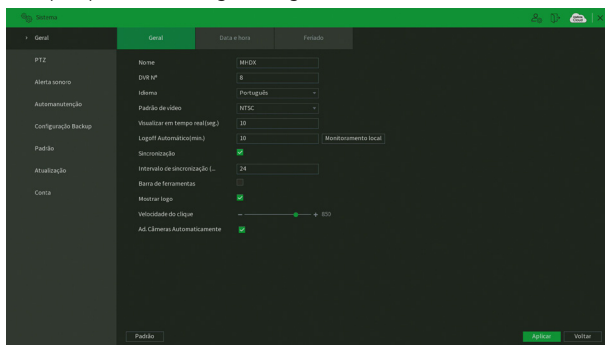 Sistema
Geral
PTZ
Alerta sonoro
Automanutenção
Configuração Backup
Padrão
Atualização
Conta
Geral Data e hora Feriado
Nome MHDX
DVR Nº 8
Idioma Português
Padrão de vídeo NTSC
Visualizar em tempo real(seg.) 10
Logoff Automático(min.) 10 Monitoramento local
Sincronização
Intervalo de sincronização (... 24
Barra de ferramentas
Mostrar logo
Velocidade do clique 850
Ad. Câmeras Automaticamente
Padrão Aplicar Voltar